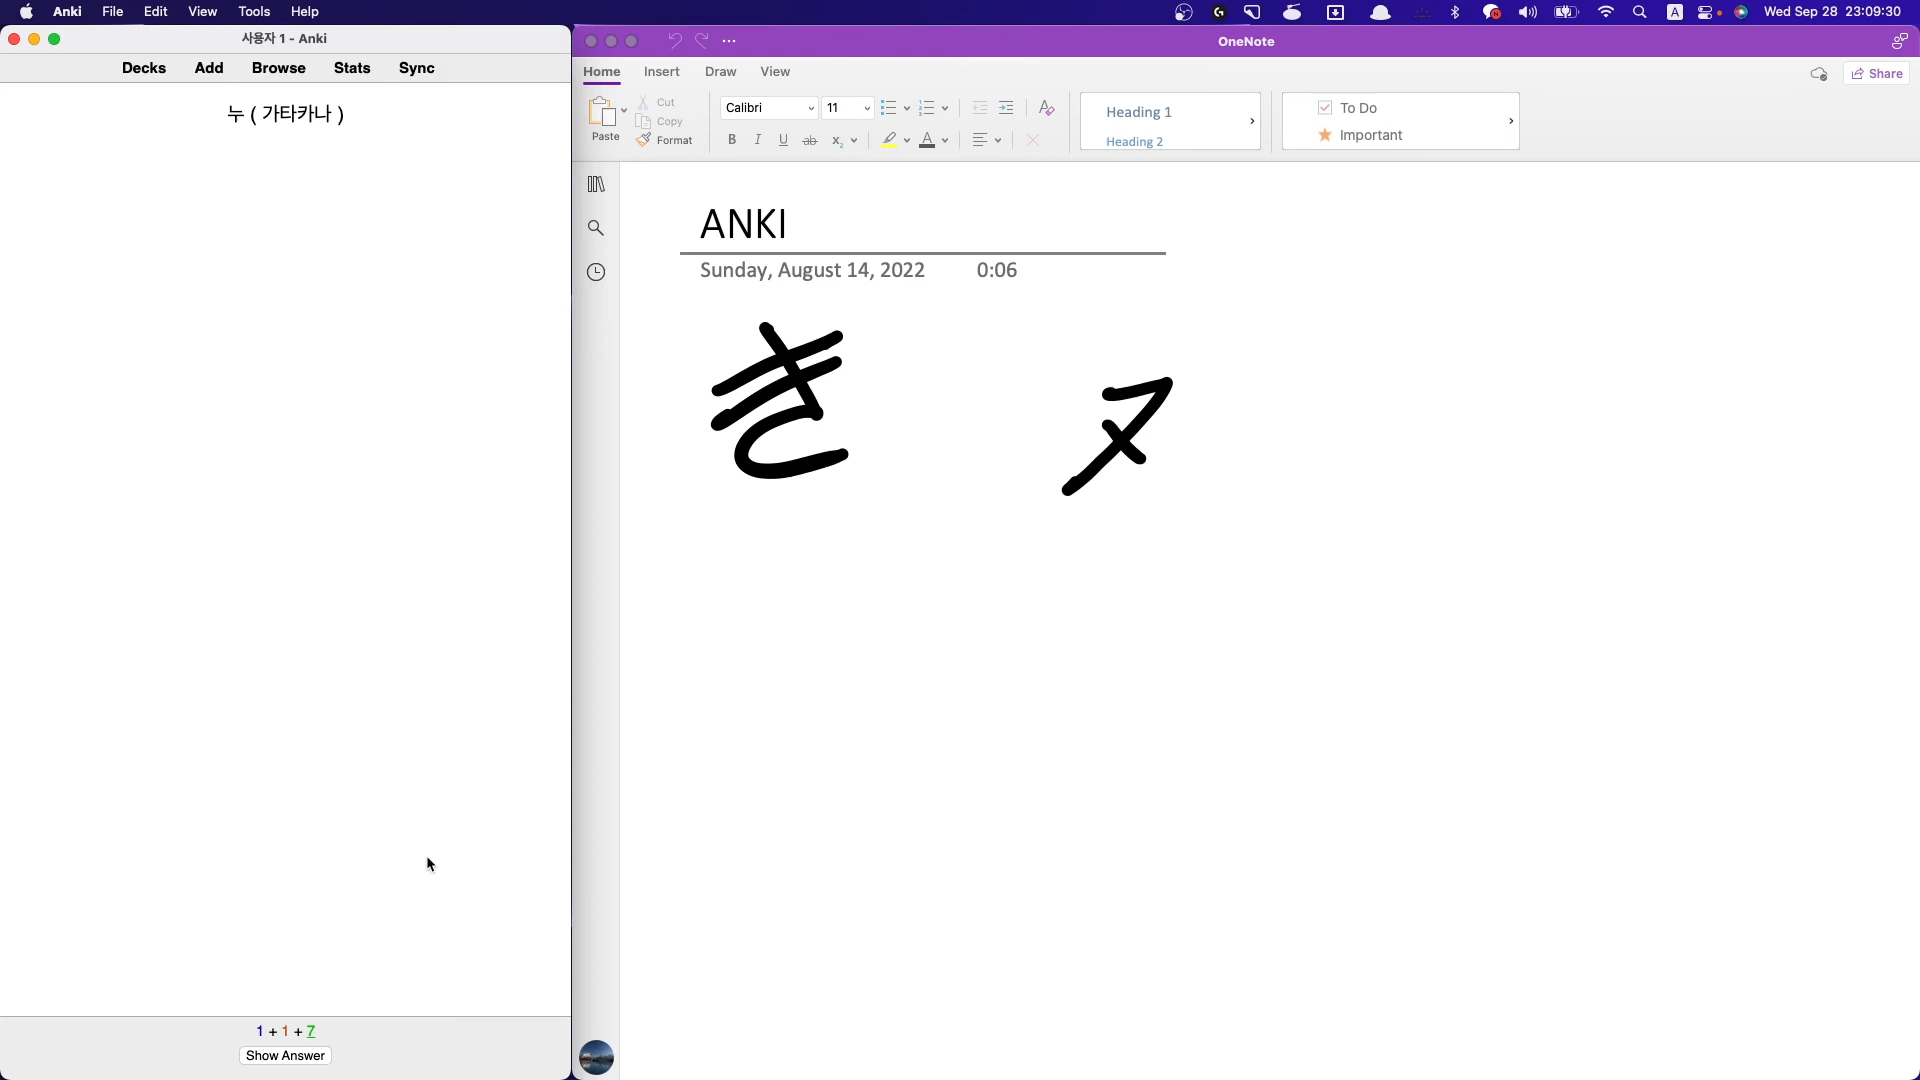 Anki File Edit View Tools Help
A Wed Sep 28 23:09:30
사용자 1 - Anki
Decks Add Browse Stats Sync
누 ( 가타카나 )
1 + 1 + 7
Show Answer
OneNote
Home Insert Draw View
Share
Paste
Cut
Copy
Format
Calibri 11
B I U ab x₂ A
Heading 1
Heading 2
To Do
Important
ANKI
Sunday, August 14, 2022 0:06
き ヌ